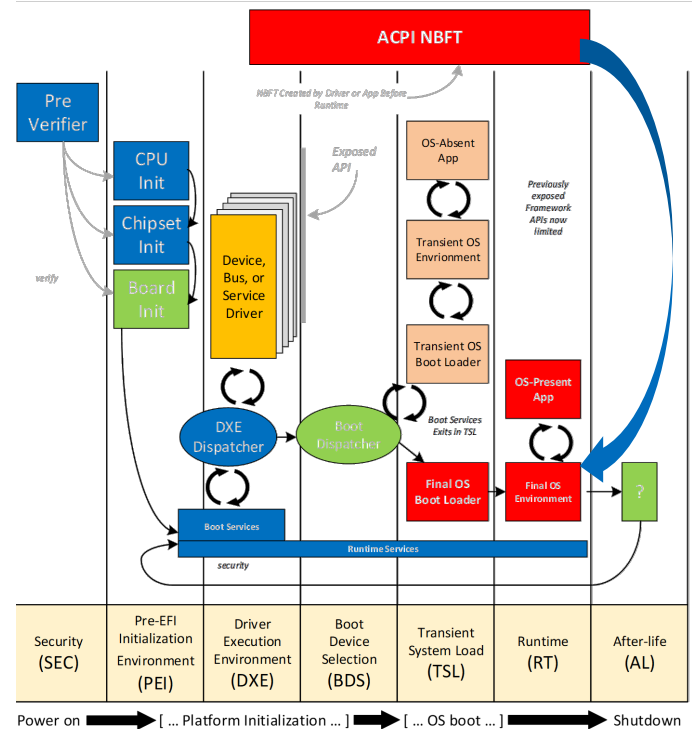 ACPI NBFT
NBFT Created by Driver or App Before
Runtime
Pre
Verifier
CPU
Init
Chipset
Init
Board
Init
verify
Exposed
API
Device,
Bus, or
Service
Driver
OS-Absent
App
Transient OS
Envrionment
Transient OS
Boot Loader
Previously
exposed
Framework
APIs now
limited
OS-Present
App
DXE
Dispatcher
Boot
Dispatcher
Boot Services
Exits in TSL
Final OS
Boot Loader
Final OS
Environment
?
Boot Services
Runtime Services
security
Security
(SEC)
Pre-EFI
Initialization
Environment
(PEI)
Driver
Execution
Environment
(DXE)
Boot
Device
Selection
(BDS)
Transient
System Load
(TSL)
Runtime
(RT)
After-life
(AL)
Power on [ ... Platform Initialization ... ] [ ... OS boot ... ] Shutdown